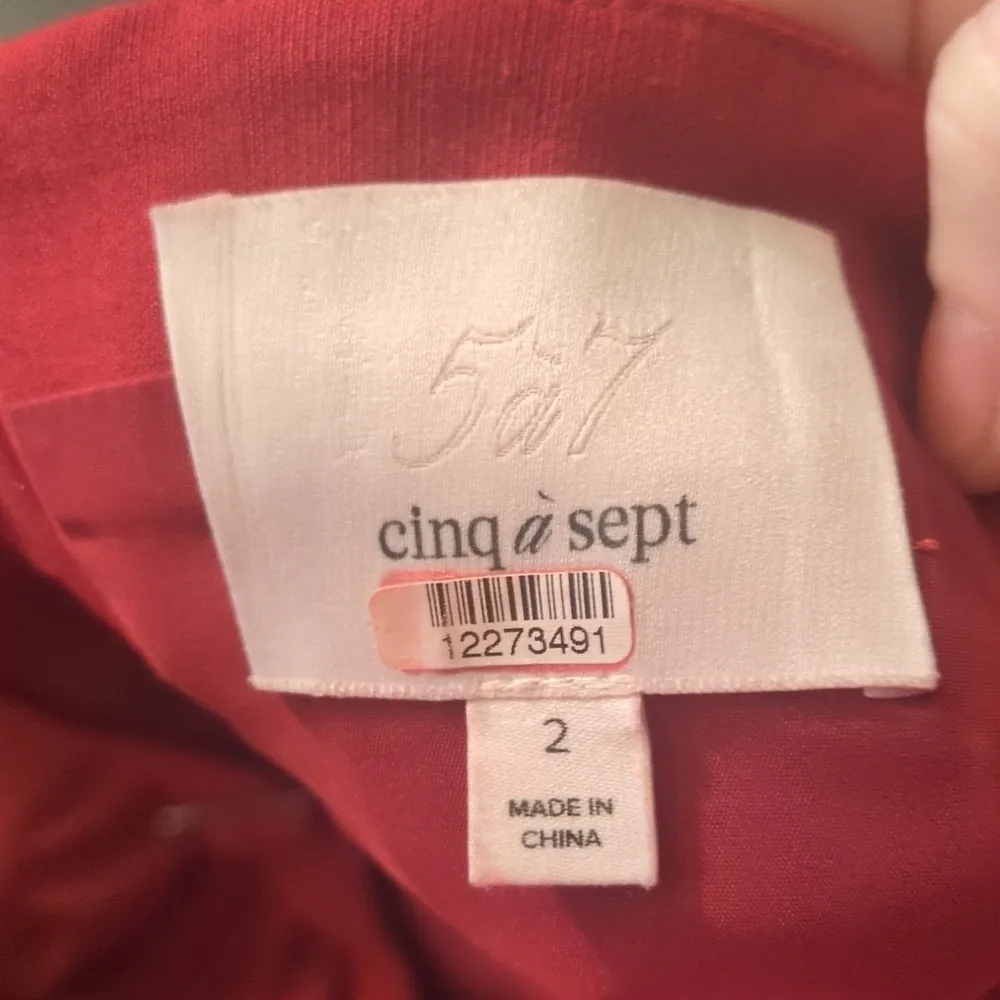 5à7
cinq à sept
12273491
2
MADE IN
CHINA